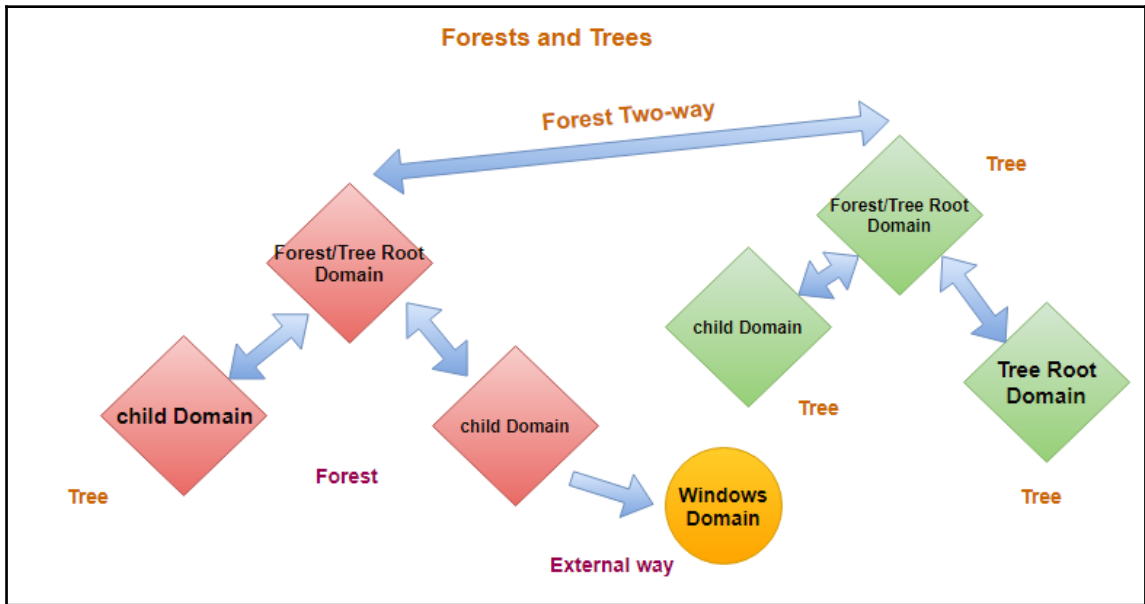 Forests and Trees
Forest Two-way
Tree
Forest/Tree Root
Domain
Forest/Tree Root
Domain
child Domain
Tree Root
Domain
child Domain
child Domain
Tree
Forest
Tree
Windows
Domain
Tree
External way